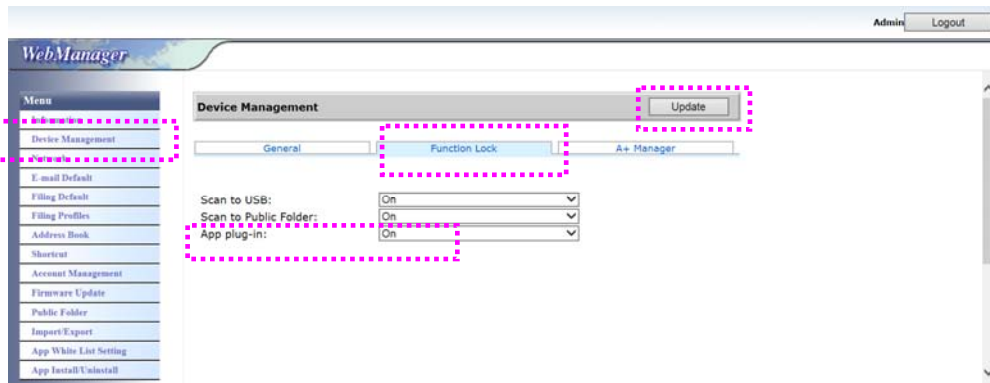 Admin Logout
WebManager
Menu
Information
Device Management
Network
E-mail Default
Filing Default
Filing Profiles
Address Book
Shortcut
Account Management
Firmware Update
Public Folder
Import/Export
App White List Setting
App Install/Uninstall
Device Management Update
General Function Lock A+ Manager
Scan to USB: On
Scan to Public Folder: On
App plug-in: On